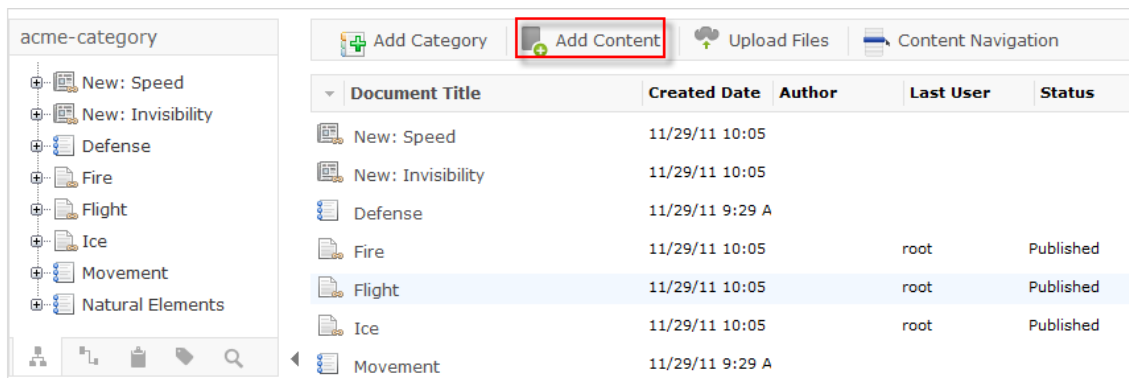 acme-category
New: Speed
New: Invisibility
Defense
Fire
Flight
Ice
Movement
Natural Elements
Add Category Add Content Upload Files Content Navigation
Document Title Created Date Author Last User Status
New: Speed 11/29/11 10:05
New: Invisibility 11/29/11 10:05
Defense 11/29/11 9:29 A
Fire 11/29/11 10:05 root Published
Flight 11/29/11 10:05 root Published
Ice 11/29/11 10:05 root Published
Movement 11/29/11 9:29 A